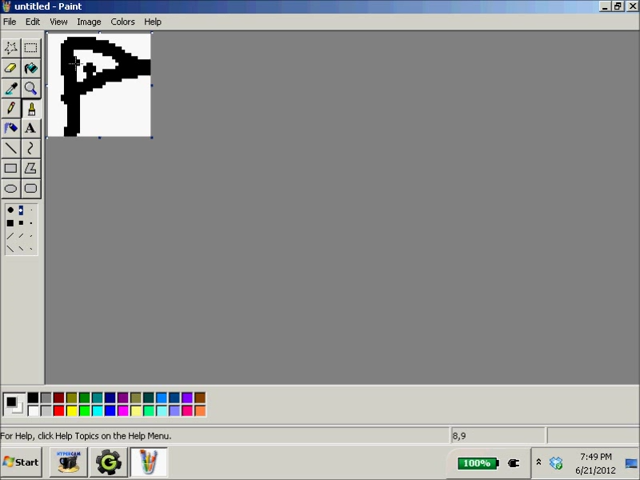 untitled - Paint
File Edit View Image Colors Help
A
For Help, click Help Topics on the Help Menu.
8,9
Start
HYPERCAM
G
100%
7:49 PM
6/21/2012